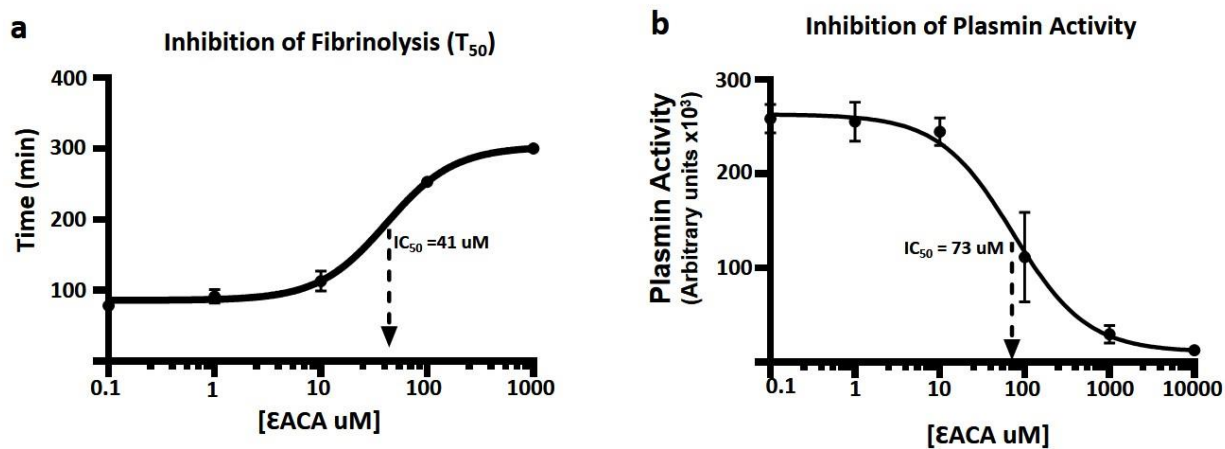 a
Inhibition of Fibrinolysis (T₅₀)
400
300
200
100
Time (min)
IC₅₀ =41 uM
0.1 1 10 100 1000
[ƐACA uM]
b
Inhibition of Plasmin Activity
300
200
100
Plasmin Activity
(Arbitrary units x10³)
IC₅₀ = 73 uM
0.1 1 10 100 1000 10000
[ƐACA uM]